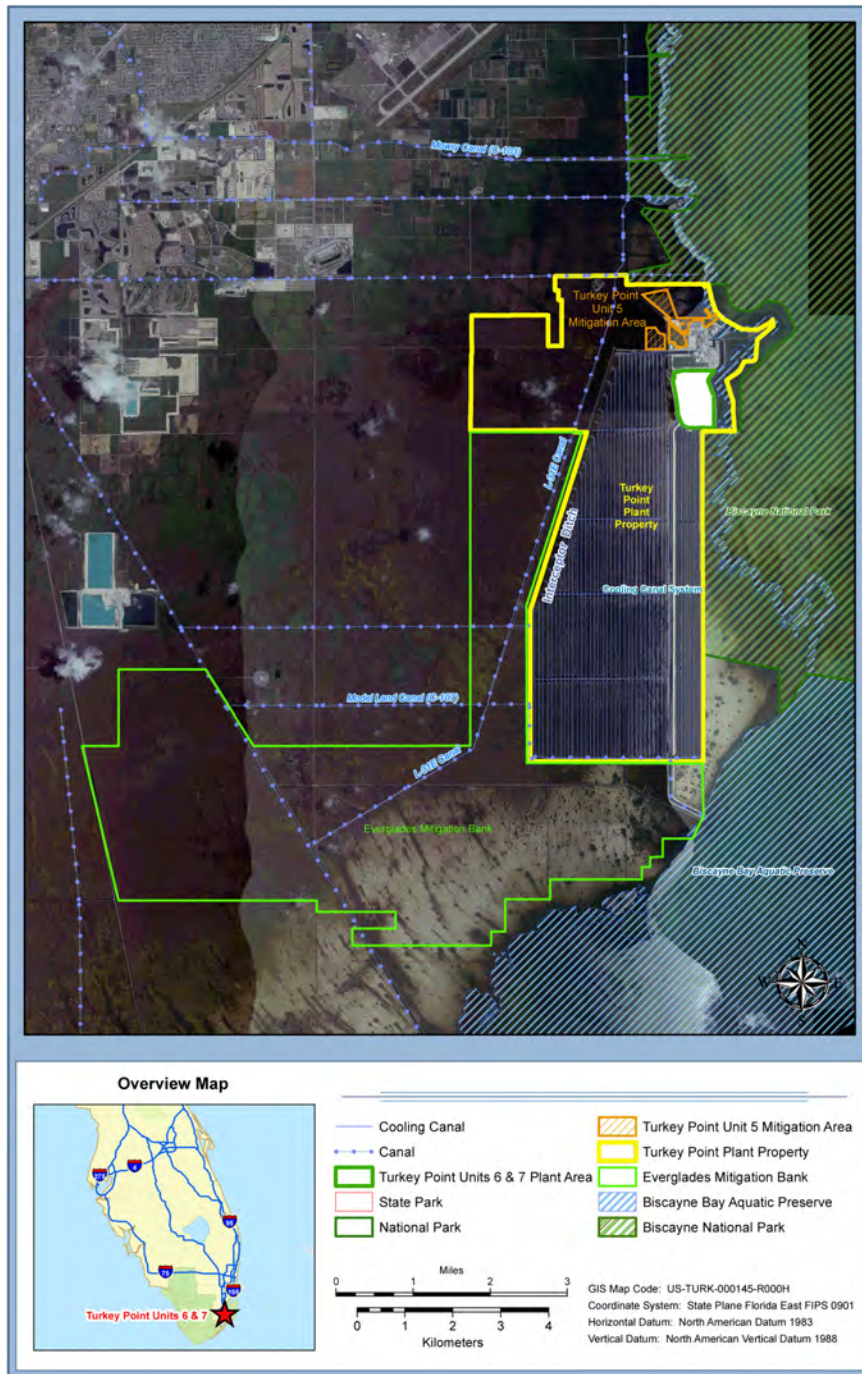 Mowry Canal (C-103)
Turkey Point
Unit 5
Mitigation Area
L-31E Canal
Turkey
Point
Plant
Property
Biscayne National Park
Interceptor Ditch
Cooling Canal System
Model Land Canal (C-107)
L-31E Canal
Everglades Mitigation Bank
Biscayne Bay Aquatic Preserve
N
W E
S
Overview Map
275
4
95
75
195
Turkey Point Units 6 & 7
Cooling Canal
Canal
Turkey Point Units 6 & 7 Plant Area
State Park
National Park
Turkey Point Unit 5 Mitigation Area
Turkey Point Plant Property
Everglades Mitigation Bank
Biscayne Bay Aquatic Preserve
Biscayne National Park
Miles
0 1 2 3
0 1 2 3 4
Kilometers
GIS Map Code: US-TURK-000145-R000H
Coordinate System: State Plane Florida East FIPS 0901
Horizontal Datum: North American Datum 1983
Vertical Datum: North American Vertical Datum 1988